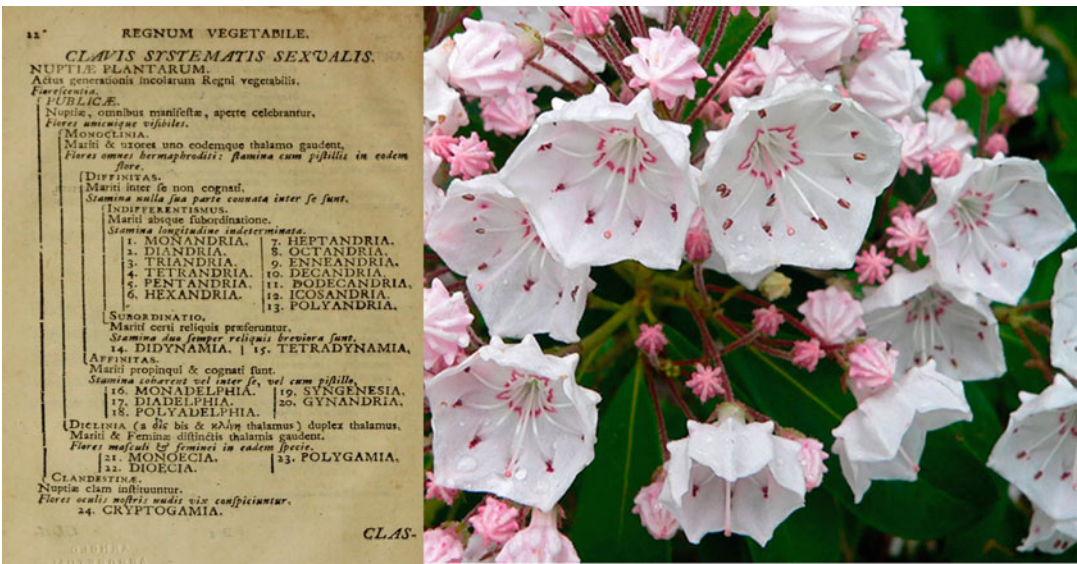 22 REGNUM VEGETABILE.
CLAVIS SYSTEMATIS SEXUALIS.
NUPTIÆ PLANTARUM.
Actus generationis incolarum Regni vegetabilis.
Florescentia.
PUBLICÆ.
Nuptiæ, omnibus manifestæ, aperte celebrantur.
Flores unicuique visibiles.
MONOCLINIA.
Mariti & uxores uno eodemque thalamo gaudent.
Flores omnes hermaphroditi: stamina cum pistillis in eodem
flore.
DIFFINITAS.
Mariti inter se non cognati.
Stamina nulla sua parte connata inter se sunt.
INDIFFERENTISMUS.
Mariti absque subordinatione.
Stamina longitudine indeterminata.
1. MONANDRIA. 7. HEPTANDRIA.
2. DIANDRIA. 8. OCTANDRIA.
3. TRIANDRIA. 9. ENNEANDRIA.
4. TETRANDRIA. 10. DECANDRIA.
5. PENTANDRIA. 11. DODECANDRIA.
6. HEXANDRIA. 12. ICOSANDRIA.
13. POLYANDRIA.
SUBORDINATIO.
Mariti certi reliquis præferuntur.
Stamina duo semper reliquis breviora sunt.
14. DIDYNAMIA. 15. TETRADYNAMIA.
AFFINITAS.
Mariti propinqui & cognati sunt.
Stamina cohærent vel inter se, vel cum pistillo.
16. MONADELPHIA. 19. SYNGENESIA.
17. DIADELPHIA. 20. GYNANDRIA.
18. POLYADELPHIA.
DICLINIA (a δὶς bis & κλίνη thalamus) duplex thalamus.
Mariti & Feminæ distinctis thalamis gaudent.
Flores masculi & feminei in eadem specie.
21. MONOECIA. 23. POLYGAMIA.
22. DIOECIA.
CLANDESTINÆ.
Nuptiæ clam instituuntur.
Flores oculis nostris nudis vix conspiciuntur.
24. CRYPTOGAMIA.
CLAS-